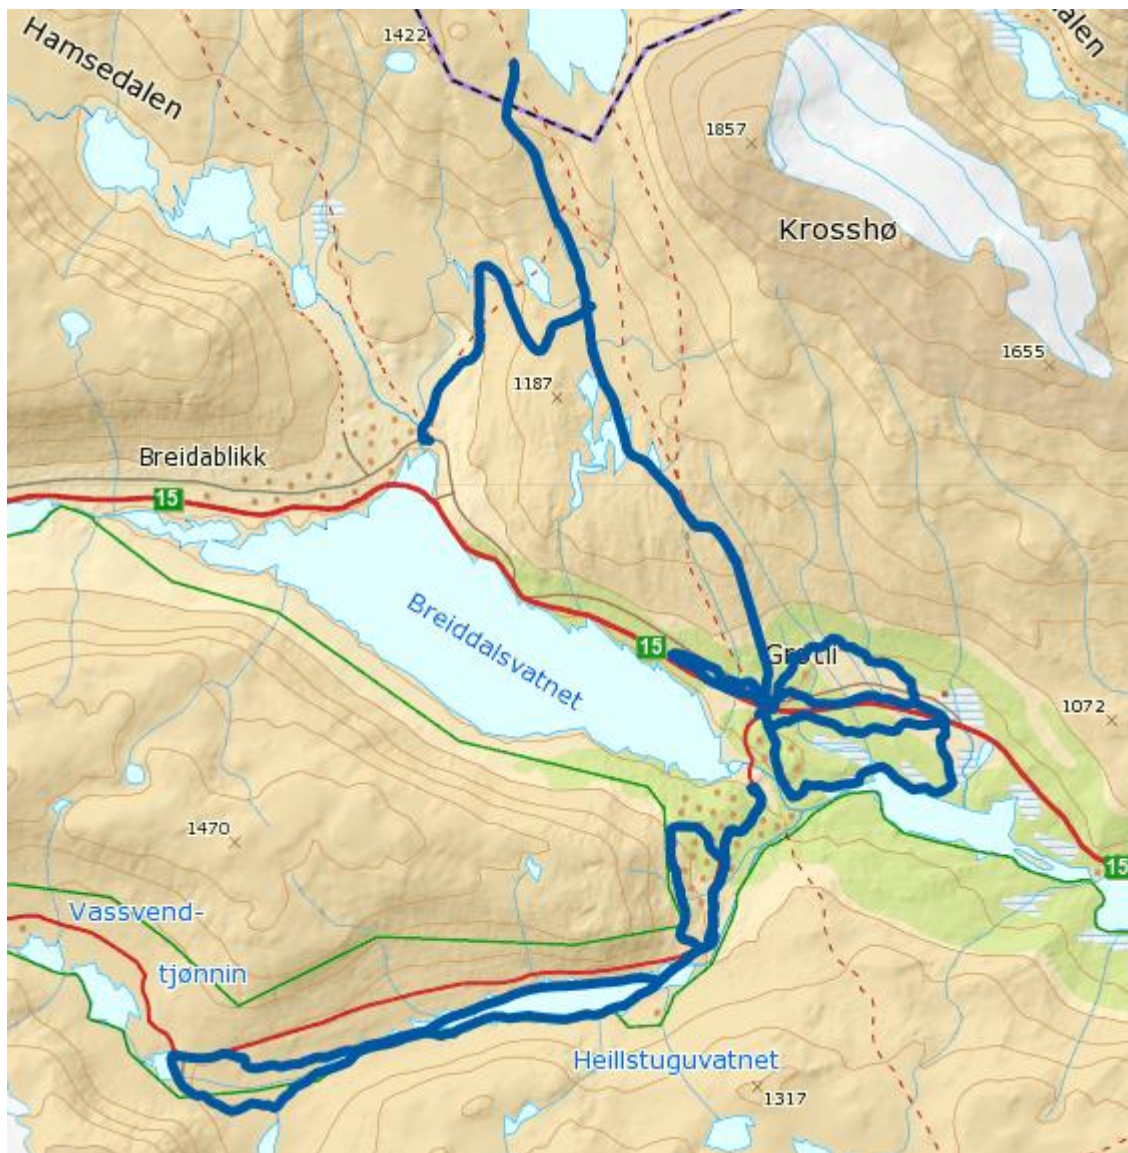 Hamsedalen
1422
alen
1857
Krosshø
1655
1187
Breidablikk
15
Breiddalsvatnet
15
Grotli
1072
1470
15
Vassvend-
tjønnin
Heillstuguvatnet
1317